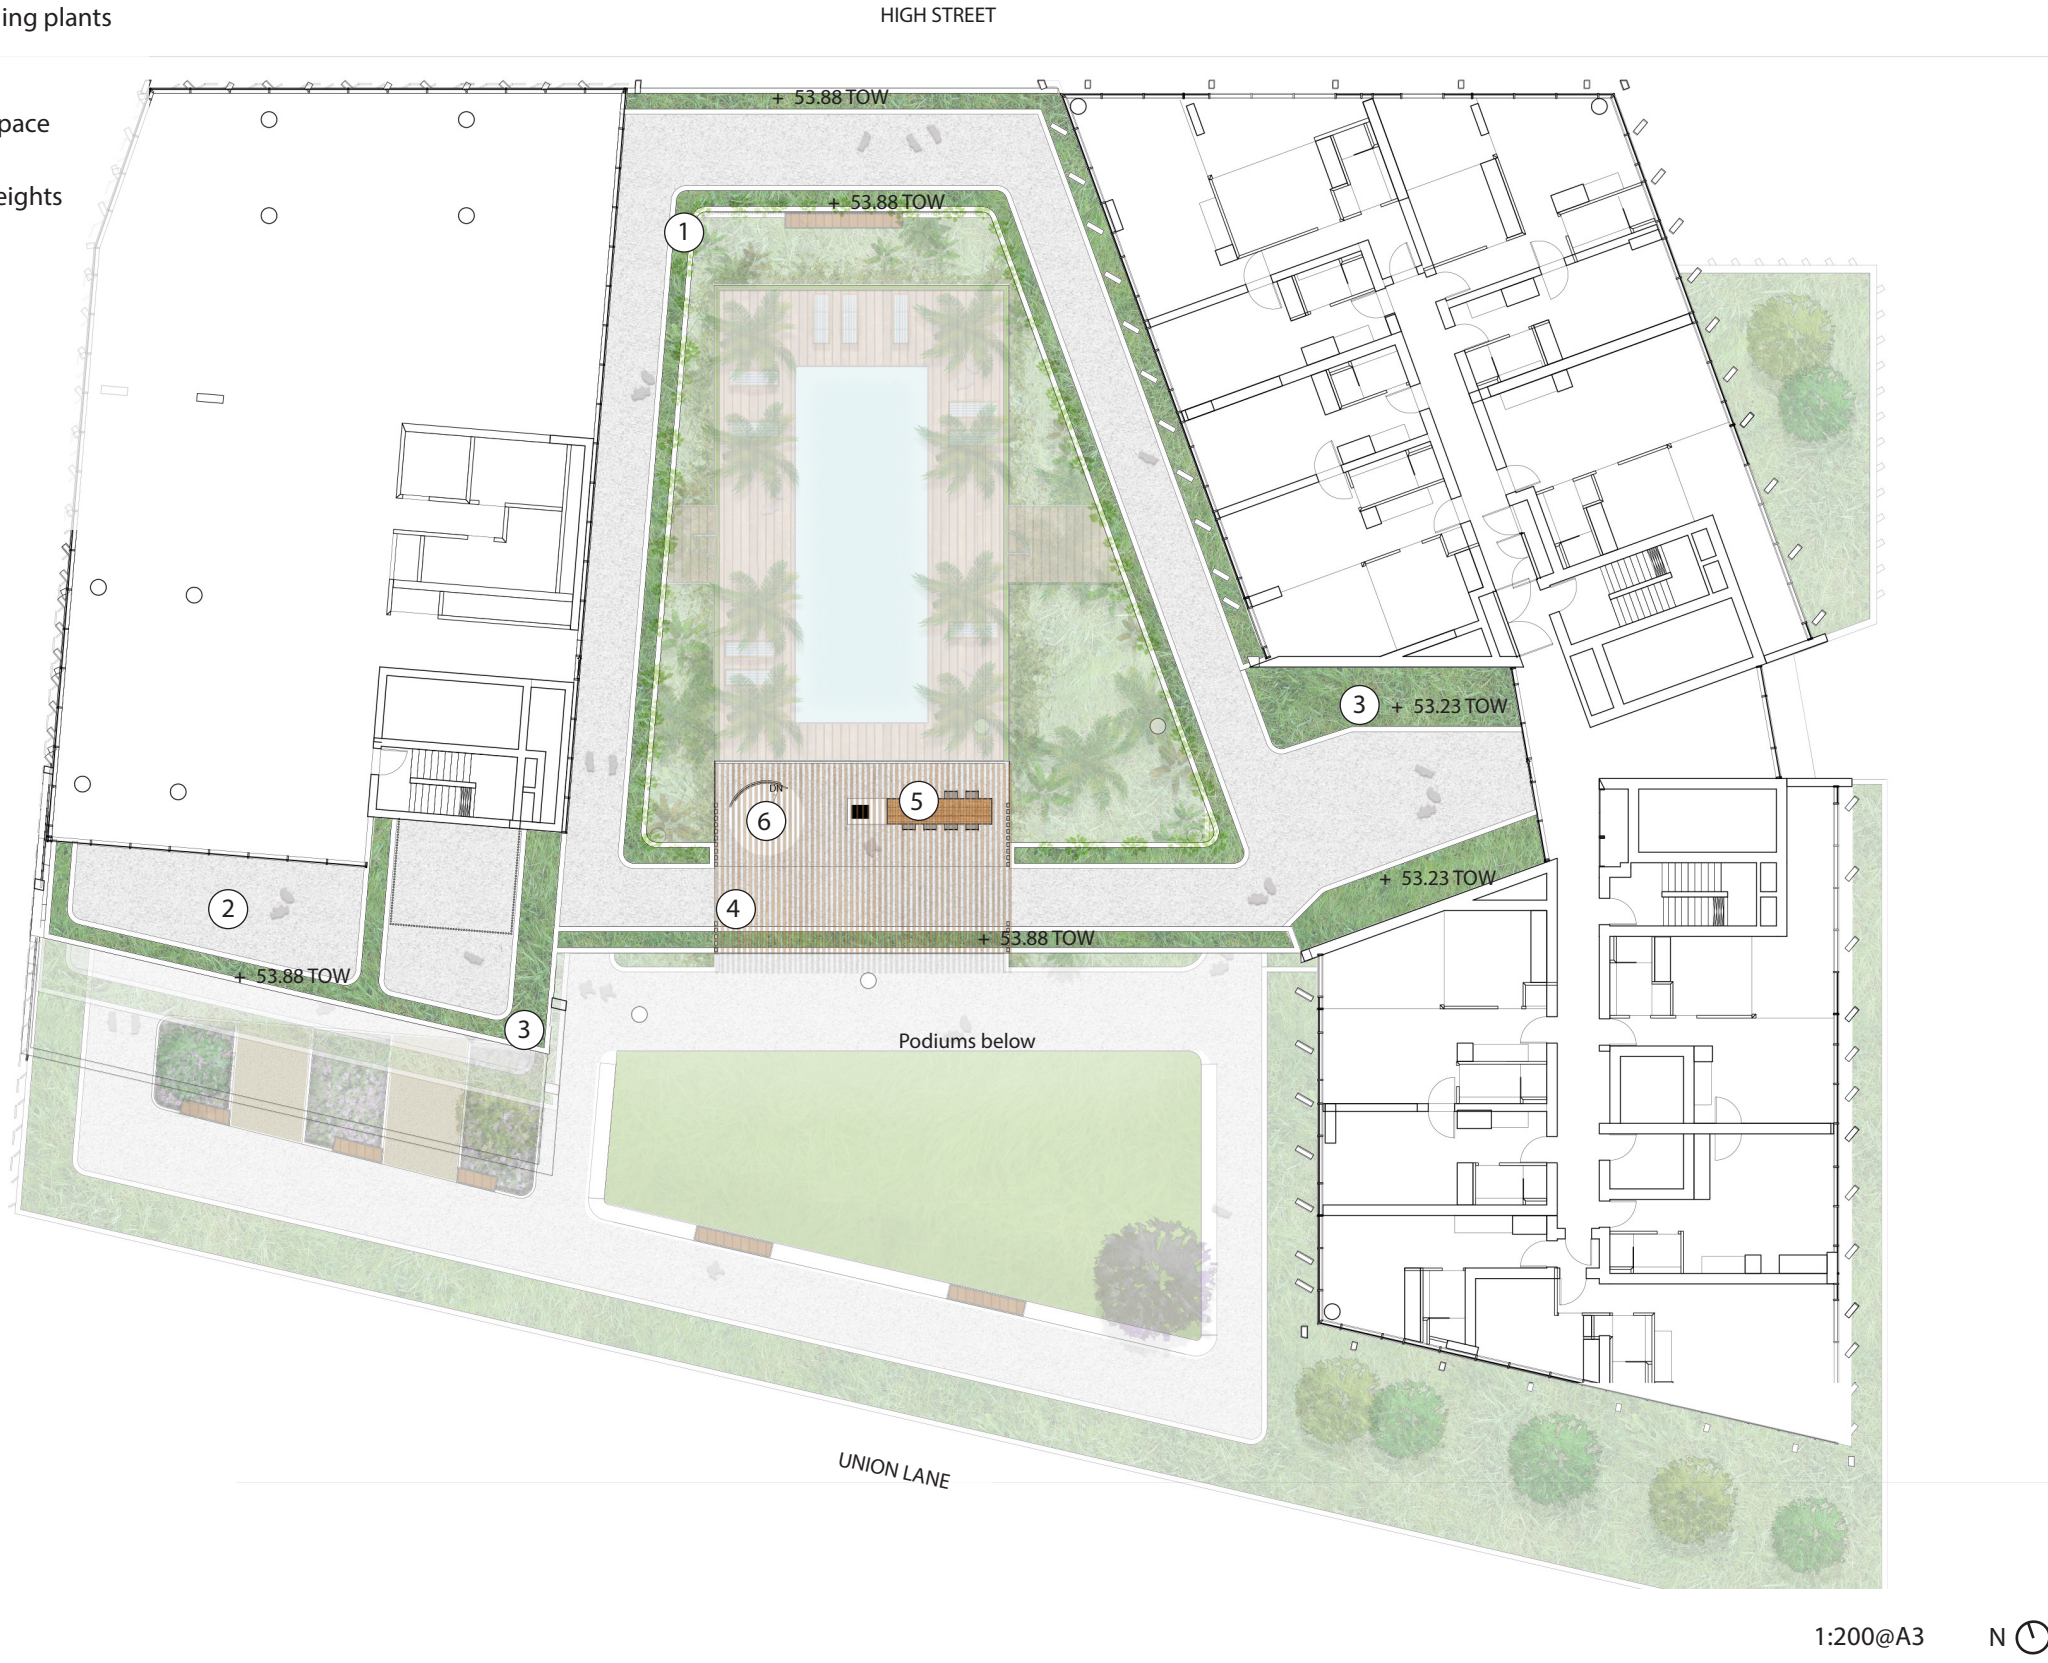 ing plants
HIGH STREET
pace
eights
+ 53.88 TOW
+ 53.88 TOW
1
3
+ 53.23 TOW
DN
5
6
+ 53.23 TOW
2
4
+ 53.88 TOW
+ 53.88 TOW
3
Podiums below
UNION LANE
1:200@A3
N